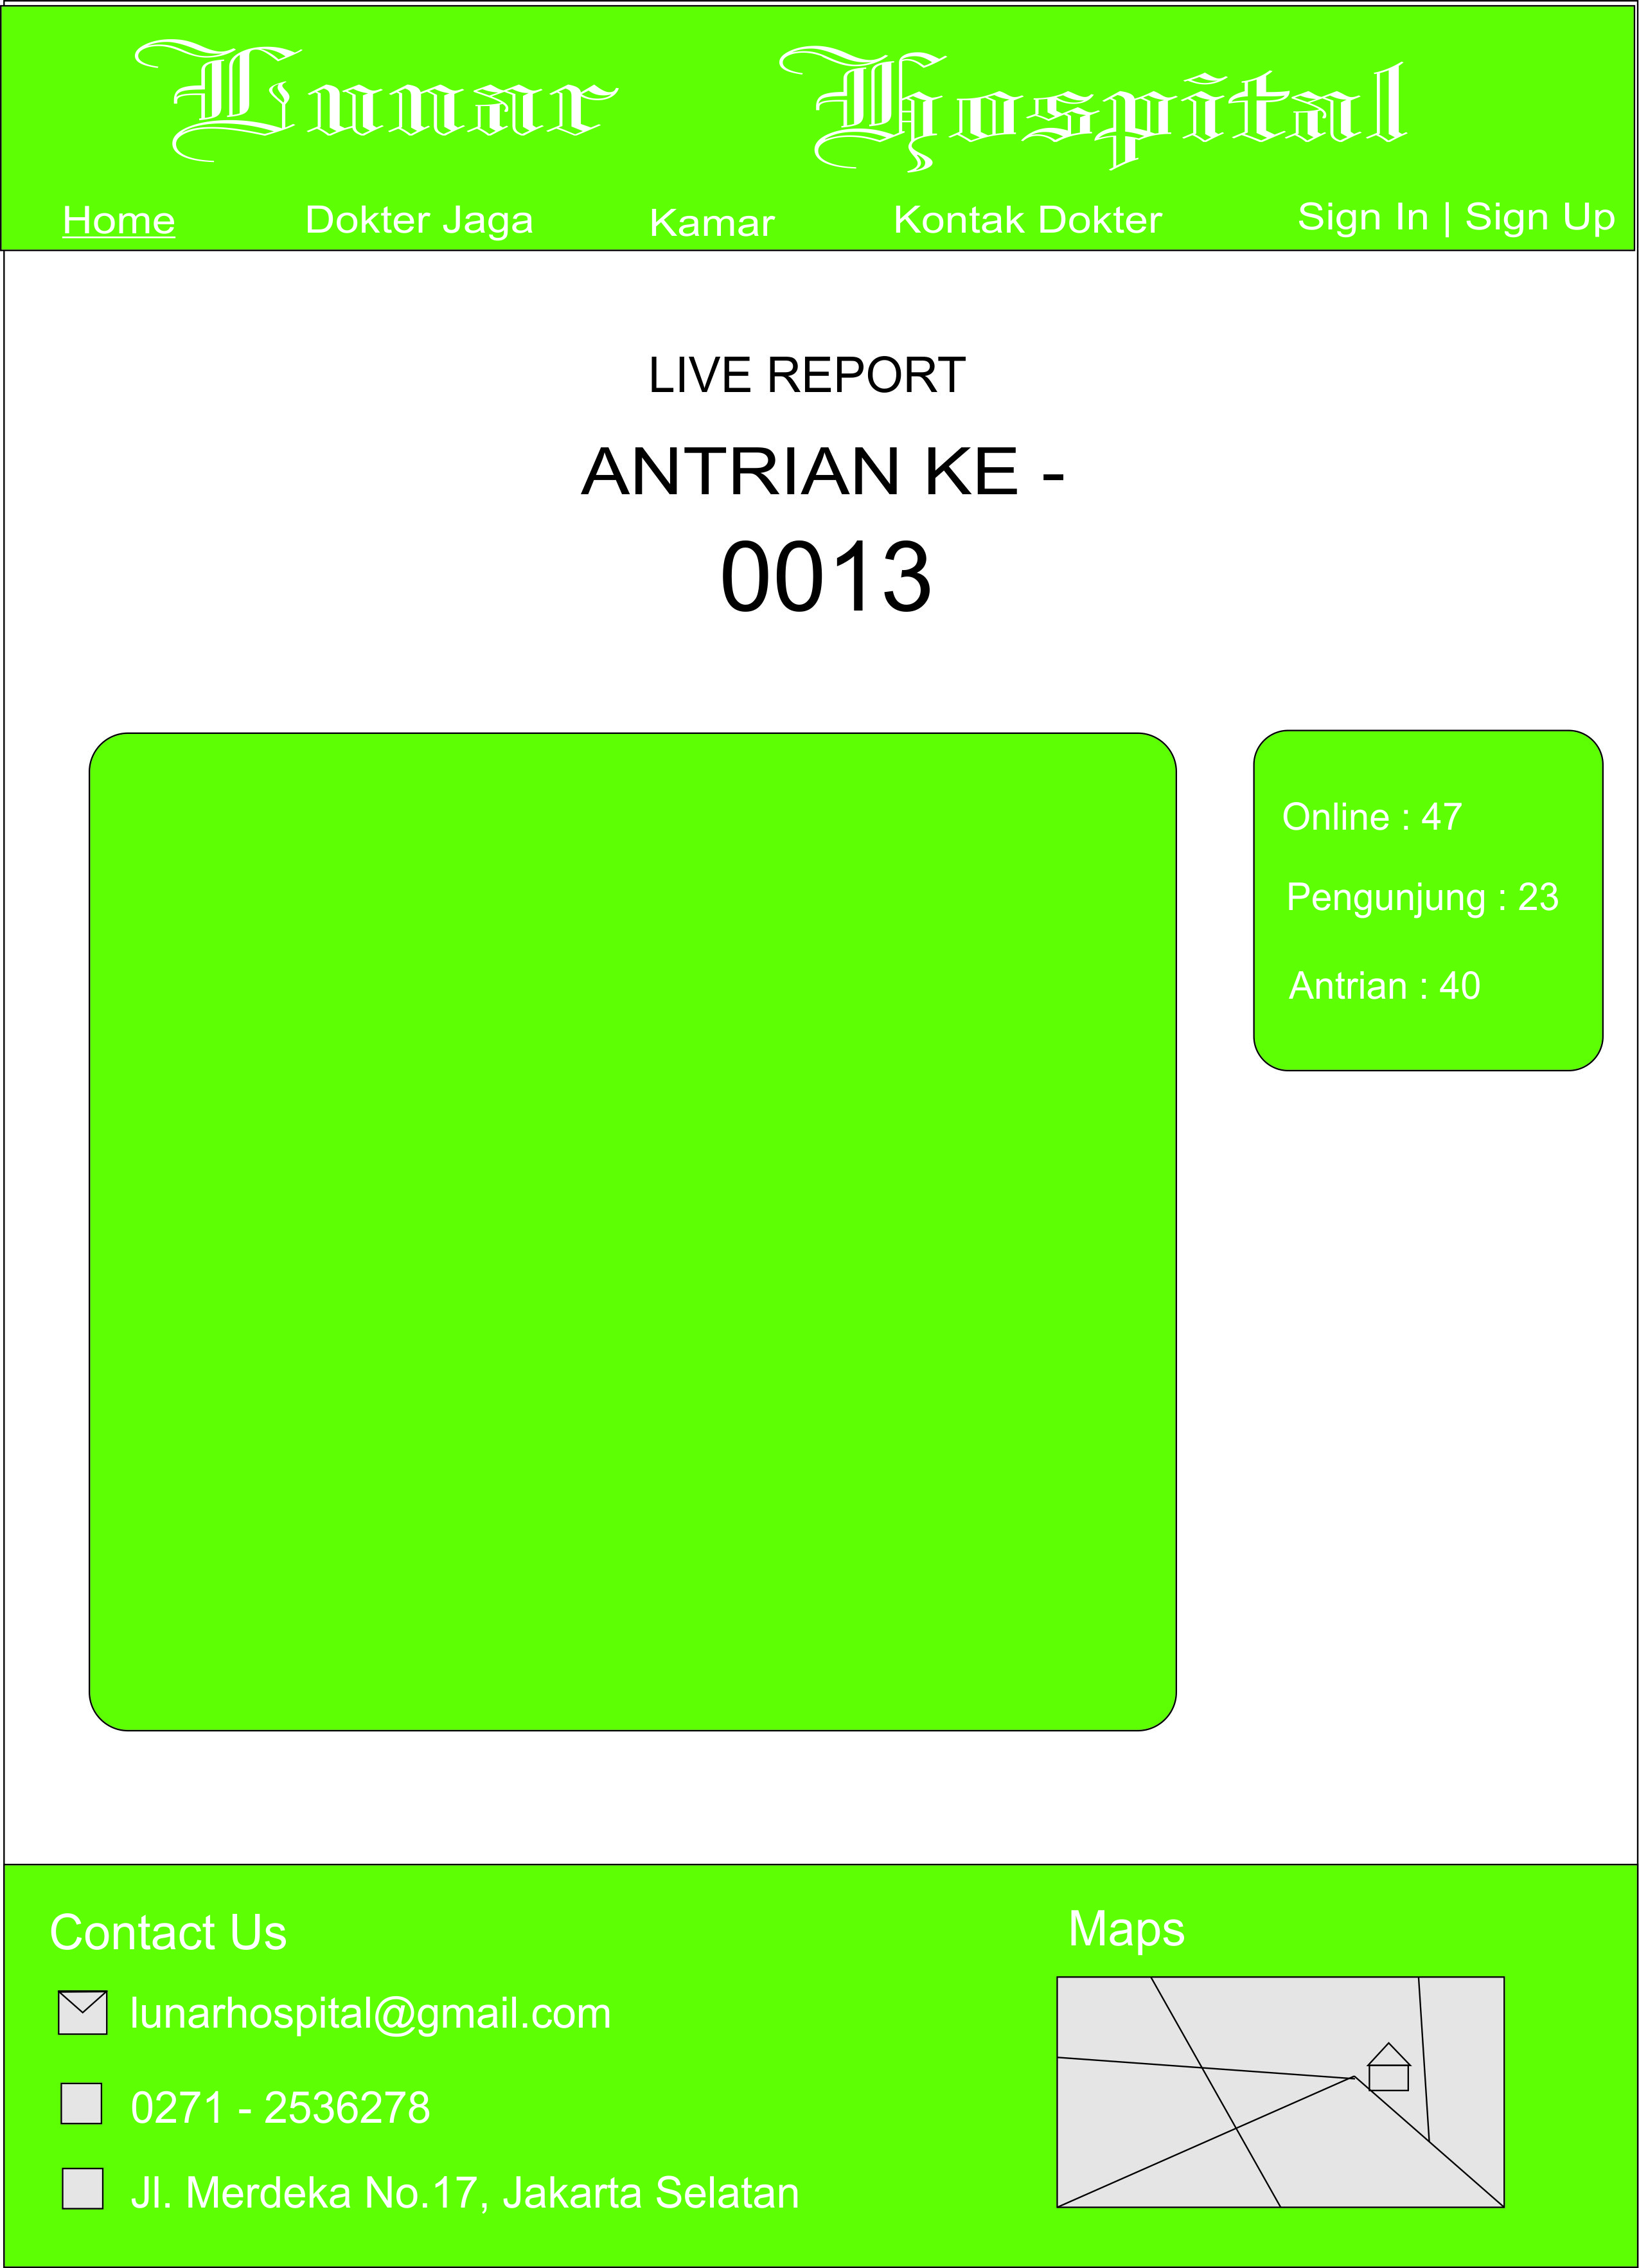 Lunar Hospital
Home Dokter Jaga Kamar Kontak Dokter Sign In | Sign Up
LIVE REPORT
ANTRIAN KE -
0013
Online : 47
Pengunjung : 23
Antrian : 40
Contact Us
lunarhospital@gmail.com
0271 - 2536278
Jl. Merdeka No.17, Jakarta Selatan
Maps